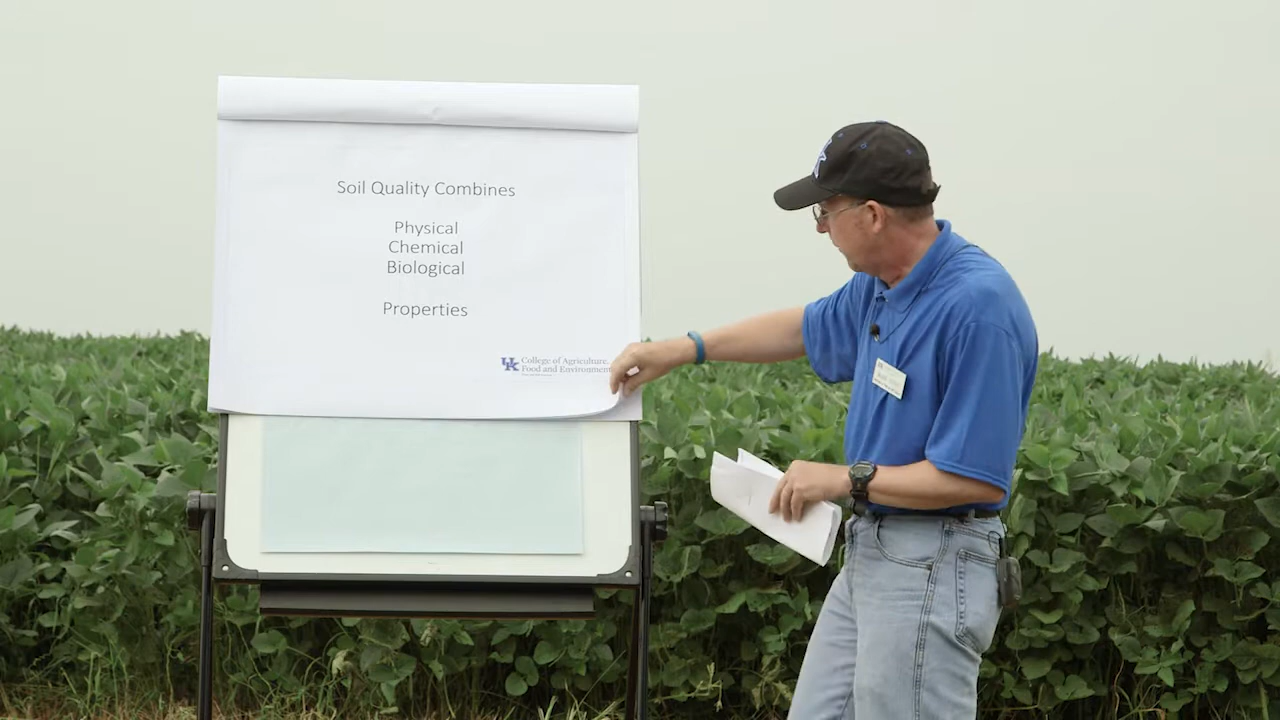 Soil Quality Combines
Physical
Chemical
Biological
Properties
UK College of Agriculture,
Food and Environment